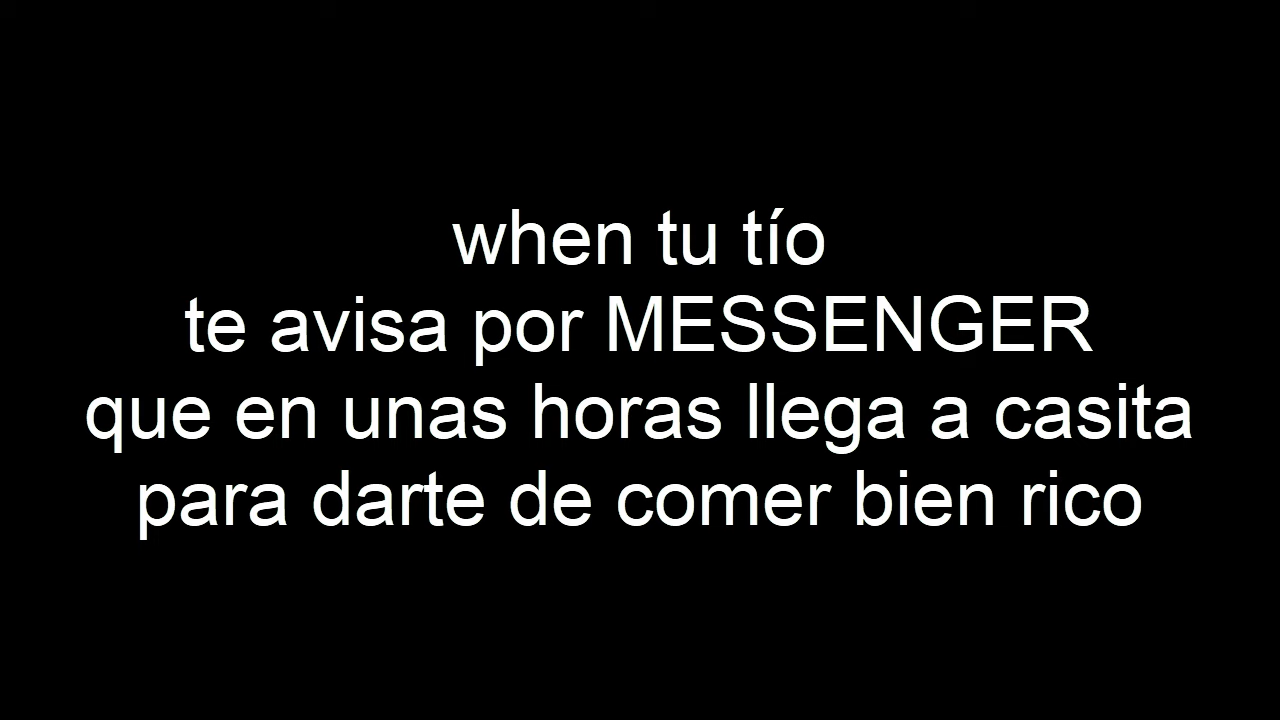 when tu tío
te avisa por MESSENGER
que en unas horas llega a casita
para darte de comer bien rico